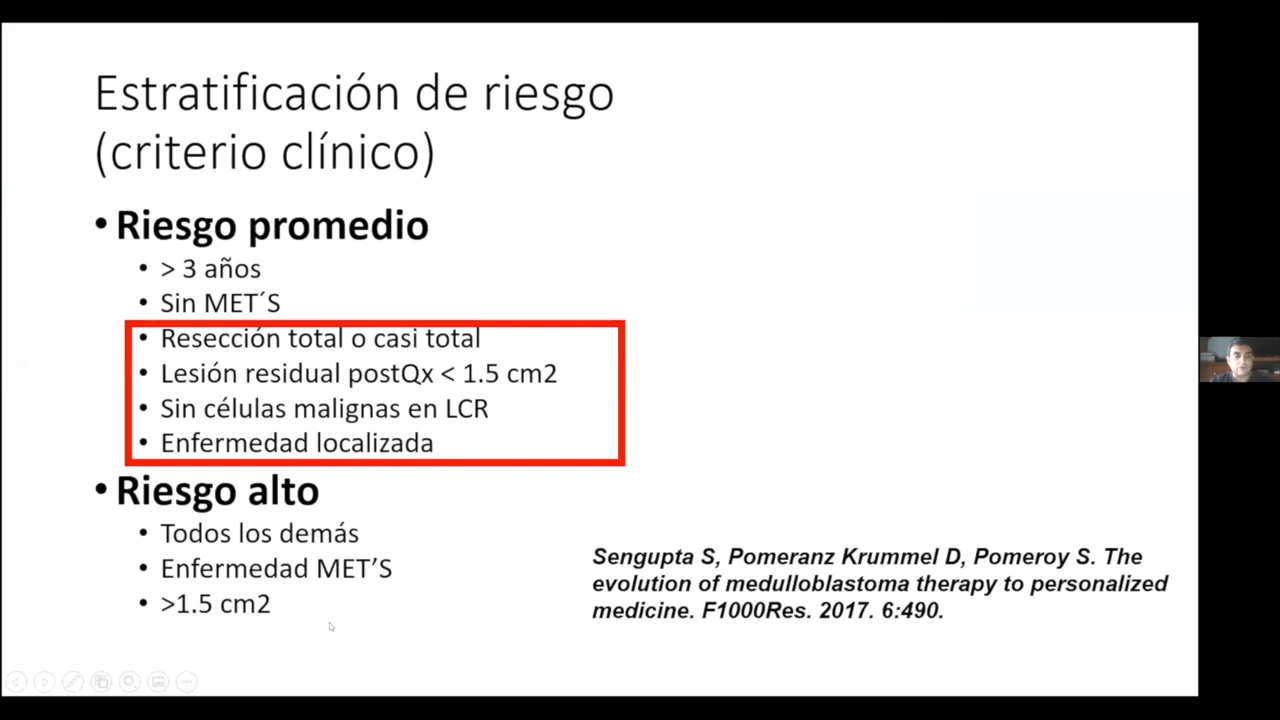 Estratificación de riesgo
(criterio clínico)
• Riesgo promedio
• > 3 años
• Sin MET´S
• Resección total o casi total
• Lesión residual postQx < 1.5 cm2
• Sin células malignas en LCR
• Enfermedad localizada
• Riesgo alto
• Todos los demás
• Enfermedad MET’S
• >1.5 cm2
Sengupta S, Pomeranz Krummel D, Pomeroy S. The
evolution of medulloblastoma therapy to personalized
medicine. F1000Res. 2017. 6:490.